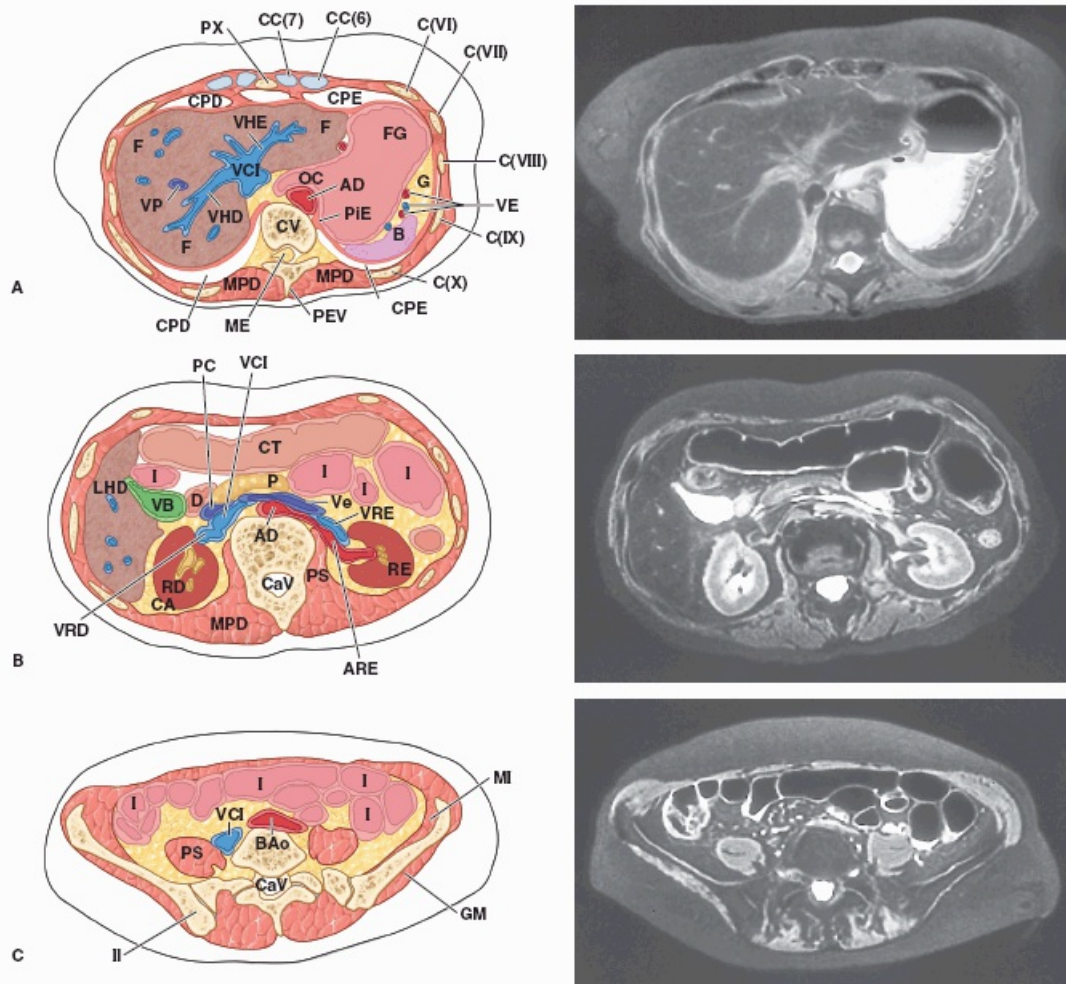 PX
CC(7)
CC(6)
C(VI)
C(VII)
CPD
CPE
VHE
F
FG
F
C(VIII)
VCI
OC
AD
G
VP
VE
VHD
PiE
CV
C(IX)
F
B
MPD
MPD
C(X)
A
CPD
ME
PEV
CPE
PC
VCI
CT
I
I
I
LHD
P
VB
D
I
Ve
VRE
AD
RE
RD
CaV
PS
CA
MPD
VRD
B
ARE
I
I
MI
I
VCI
I
BAo
PS
CaV
GM
C
II